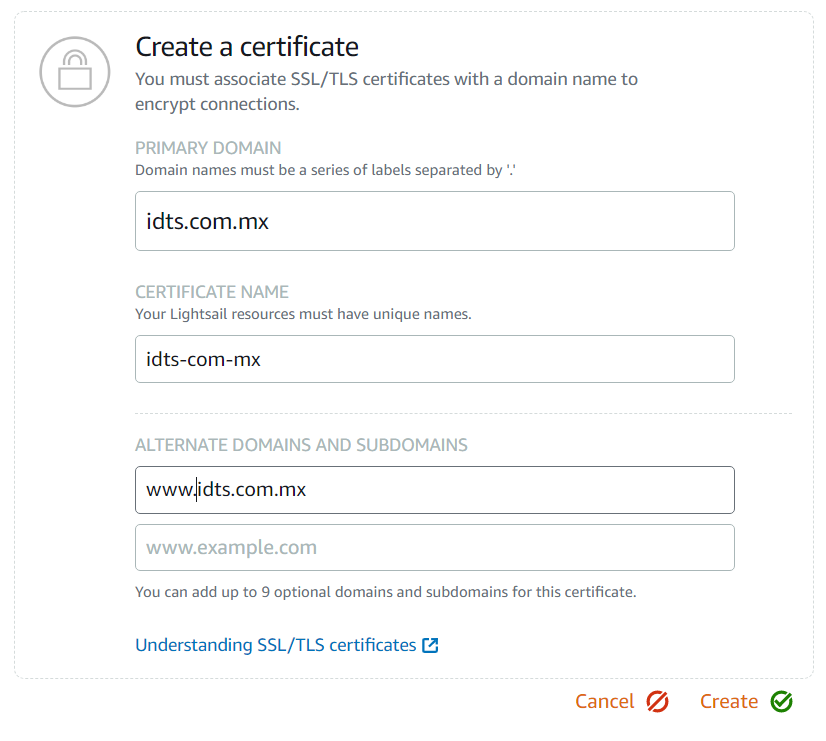 Create a certificate
You must associate SSL/TLS certificates with a domain name to
encrypt connections.
PRIMARY DOMAIN
Domain names must be a series of labels separated by '.'
idts.com.mx
CERTIFICATE NAME
Your Lightsail resources must have unique names.
idts-com-mx
ALTERNATE DOMAINS AND SUBDOMAINS
www.idts.com.mx
www.example.com
You can add up to 9 optional domains and subdomains for this certificate.
Understanding SSL/TLS certificates
Cancel Create